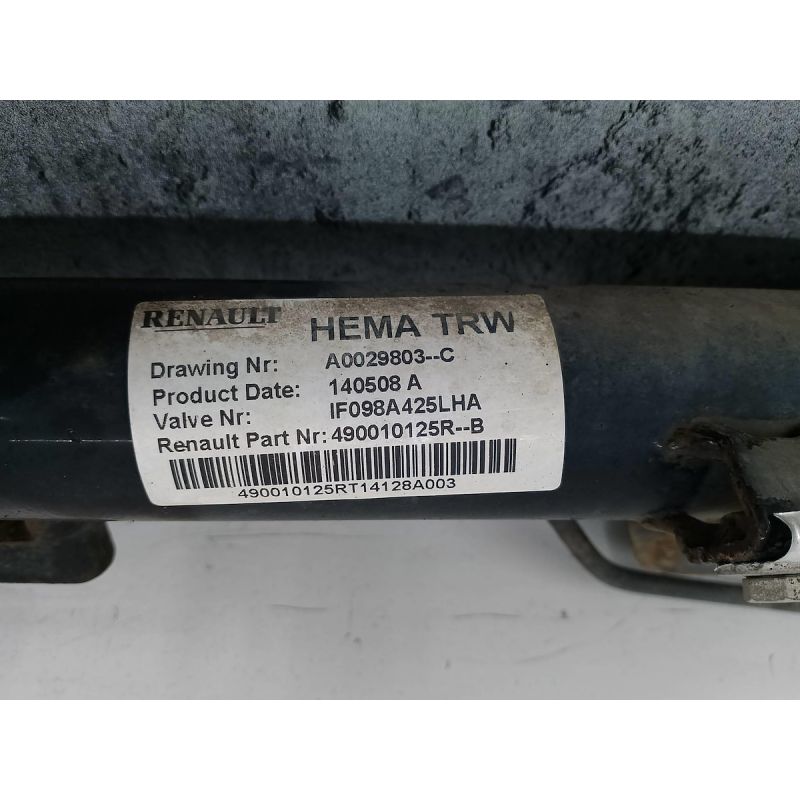 RENAULT HEMA TRW
Drawing Nr: A0029803--C
Product Date: 140508 A
Valve Nr: IF098A425LHA
Renault Part Nr: 490010125R--B
490010125RT14128A003